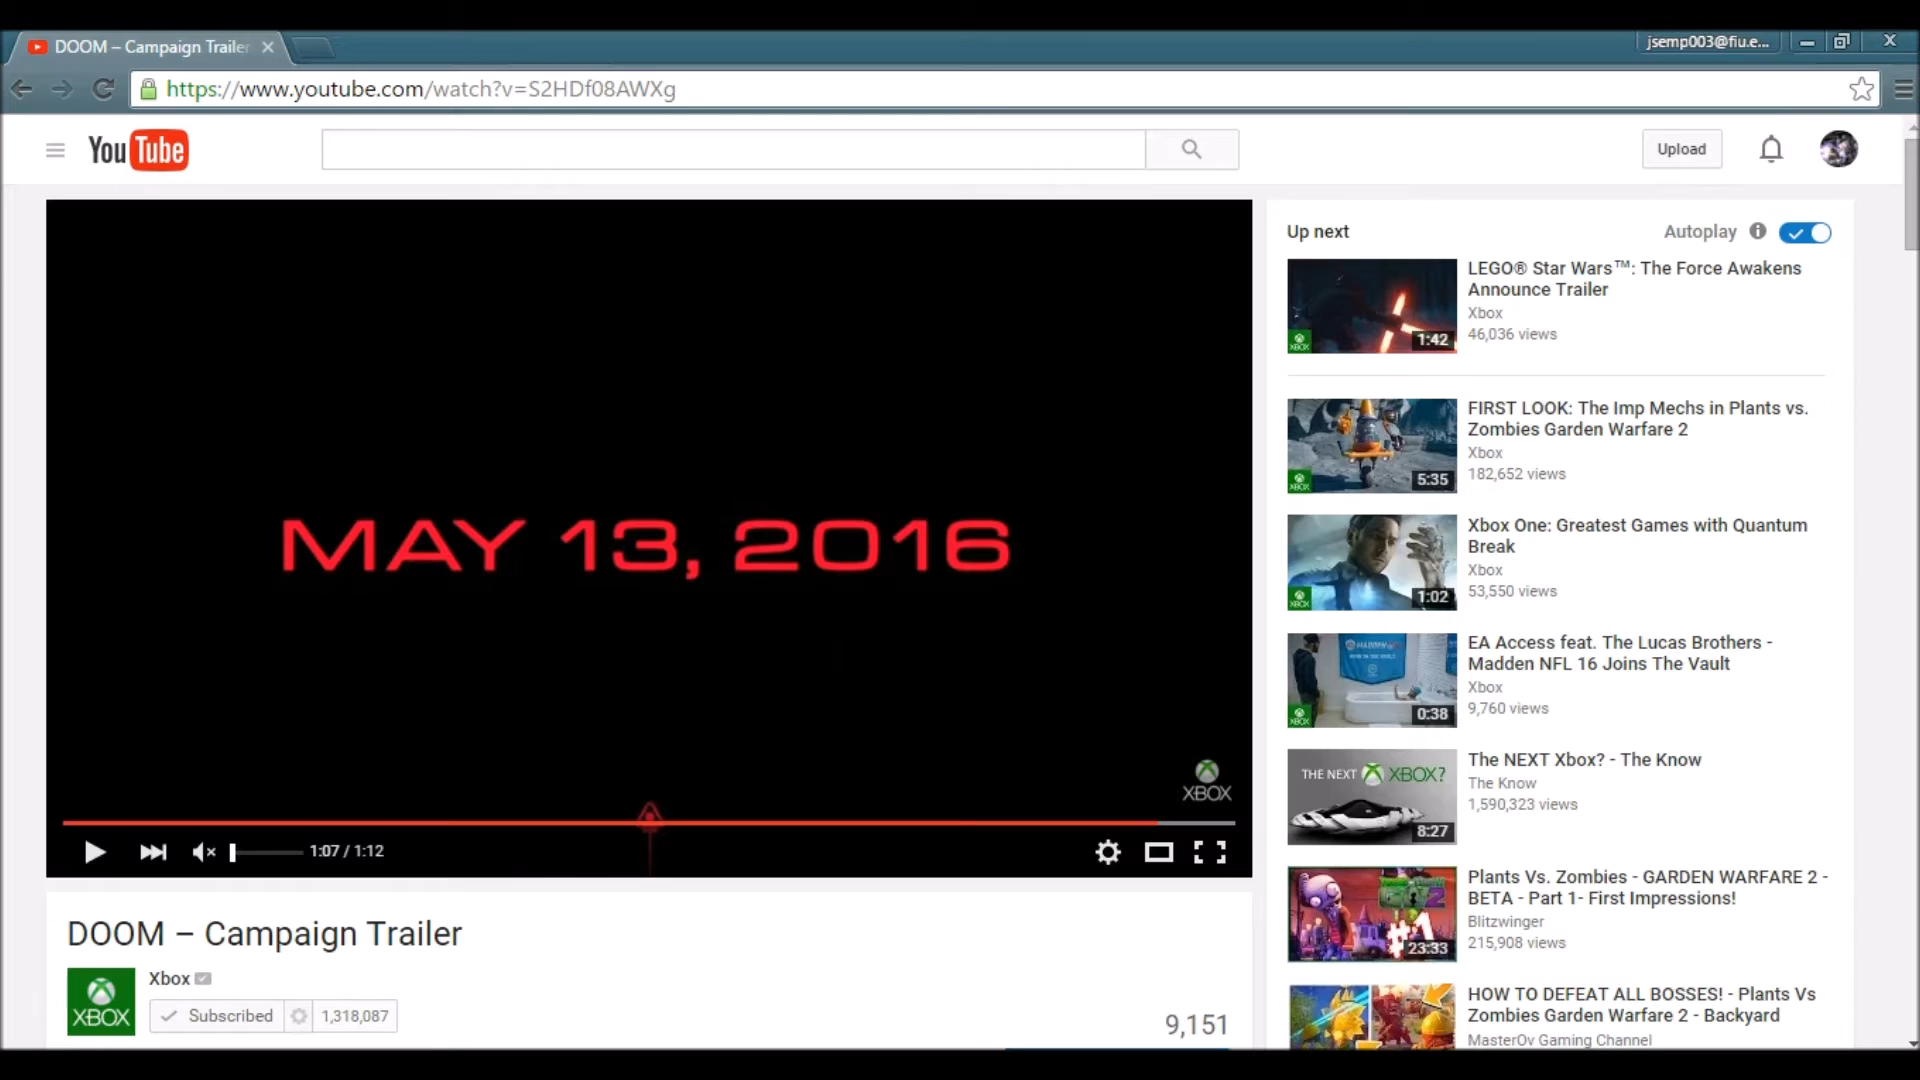 DOOM – Campaign Trailer
jsemp003@fiu.e...
https://www.youtube.com/watch?v=S2HDf08AWXg
YouTube
Upload
MAY 13, 2016
XBOX
1:07 / 1:12
DOOM – Campaign Trailer
XBOX
Xbox
Subscribed
1,318,087
9,151
Up next
Autoplay
LEGO® Star Wars™: The Force Awakens
Announce Trailer
Xbox
46,036 views
XBOX
1:42
FIRST LOOK: The Imp Mechs in Plants vs.
Zombies Garden Warfare 2
Xbox
182,652 views
XBOX
5:35
Xbox One: Greatest Games with Quantum
Break
Xbox
53,550 views
XBOX
1:02
EA Access feat. The Lucas Brothers -
Madden NFL 16 Joins The Vault
Xbox
9,760 views
XBOX
0:38
The NEXT Xbox? - The Know
The Know
1,590,323 views
THE NEXT XBOX?
8:27
Plants Vs. Zombies - GARDEN WARFARE 2 -
BETA - Part 1- First Impressions!
Blitzwinger
215,908 views
2
#1
23:33
HOW TO DEFEAT ALL BOSSES! - Plants Vs
Zombies Garden Warfare 2 - Backyard
MasterOv Gaming Channel